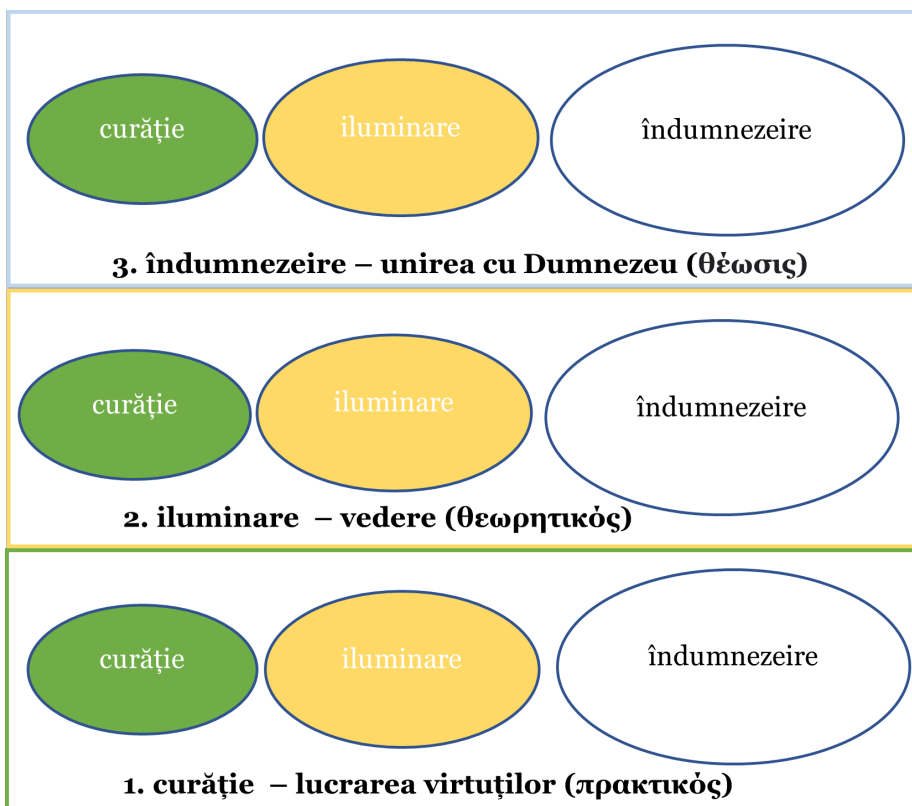 curăție
iluminare
îndumnezeire
3. îndumnezeire – unirea cu Dumnezeu (θέωσις)
curăție
iluminare
îndumnezeire
2. iluminare – vedere (θεωρητικός)
curăție
iluminare
îndumnezeire
1. curăție – lucrarea virtuților (πρακτικός)